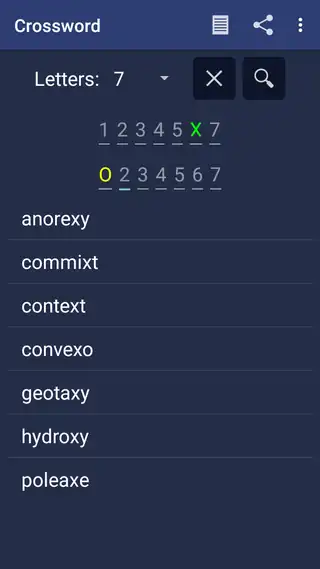 Crossword
Letters: 7
1 2 3 4 5 X 7
O 2 3 4 5 6 7
anorexy
commixt
context
convexo
geotaxy
hydroxy
poleaxe